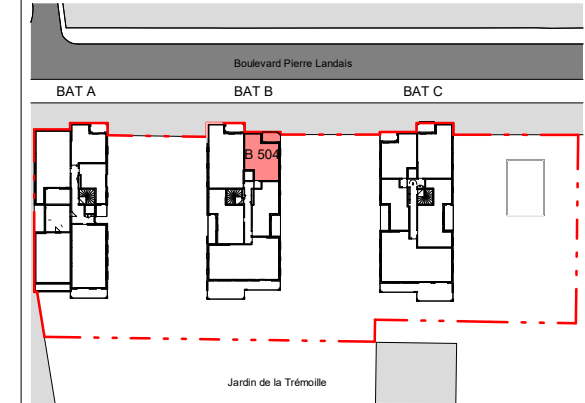 Boulevard Pierre Landais
BAT A
BAT B
BAT C
B 504
Jardin de la Trémoille